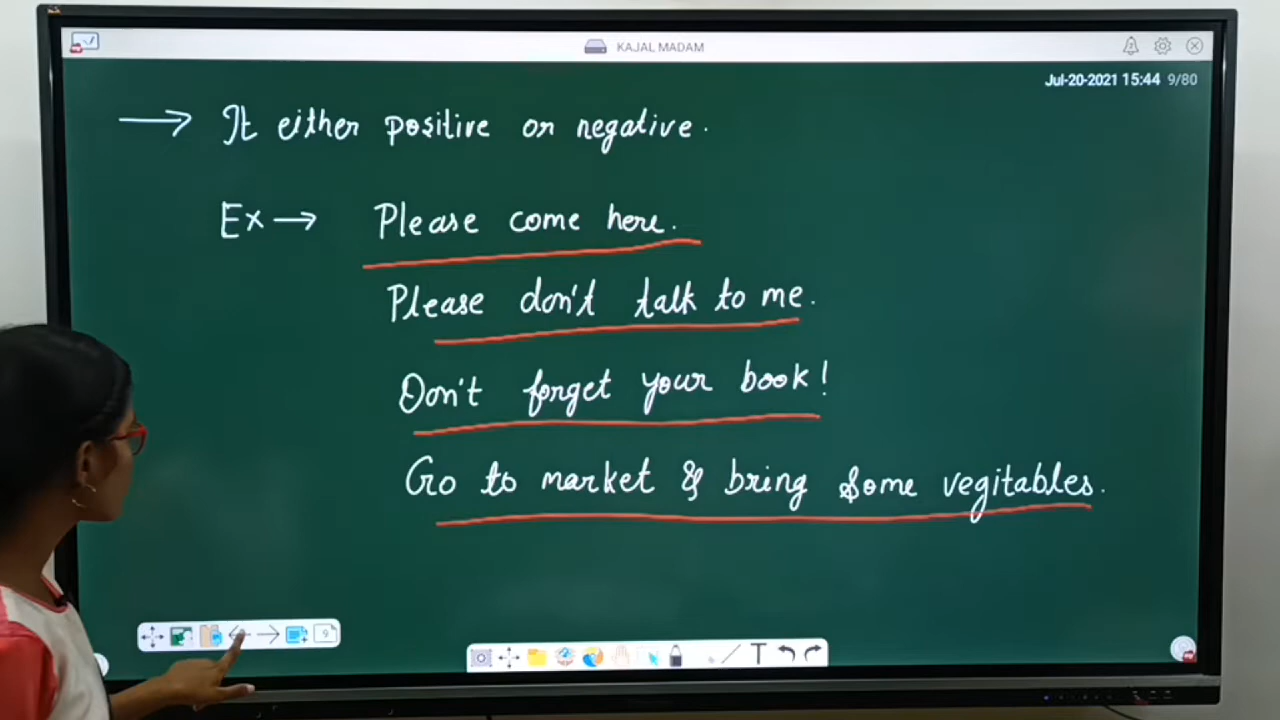 KAJAL MADAM
Jul-20-2021 15:44 9/80
→ It either positive or negative.
Ex → Please come here.
Please don't talk to me.
Don't forget your book!
Go to market & bring some vegitables.
9
T